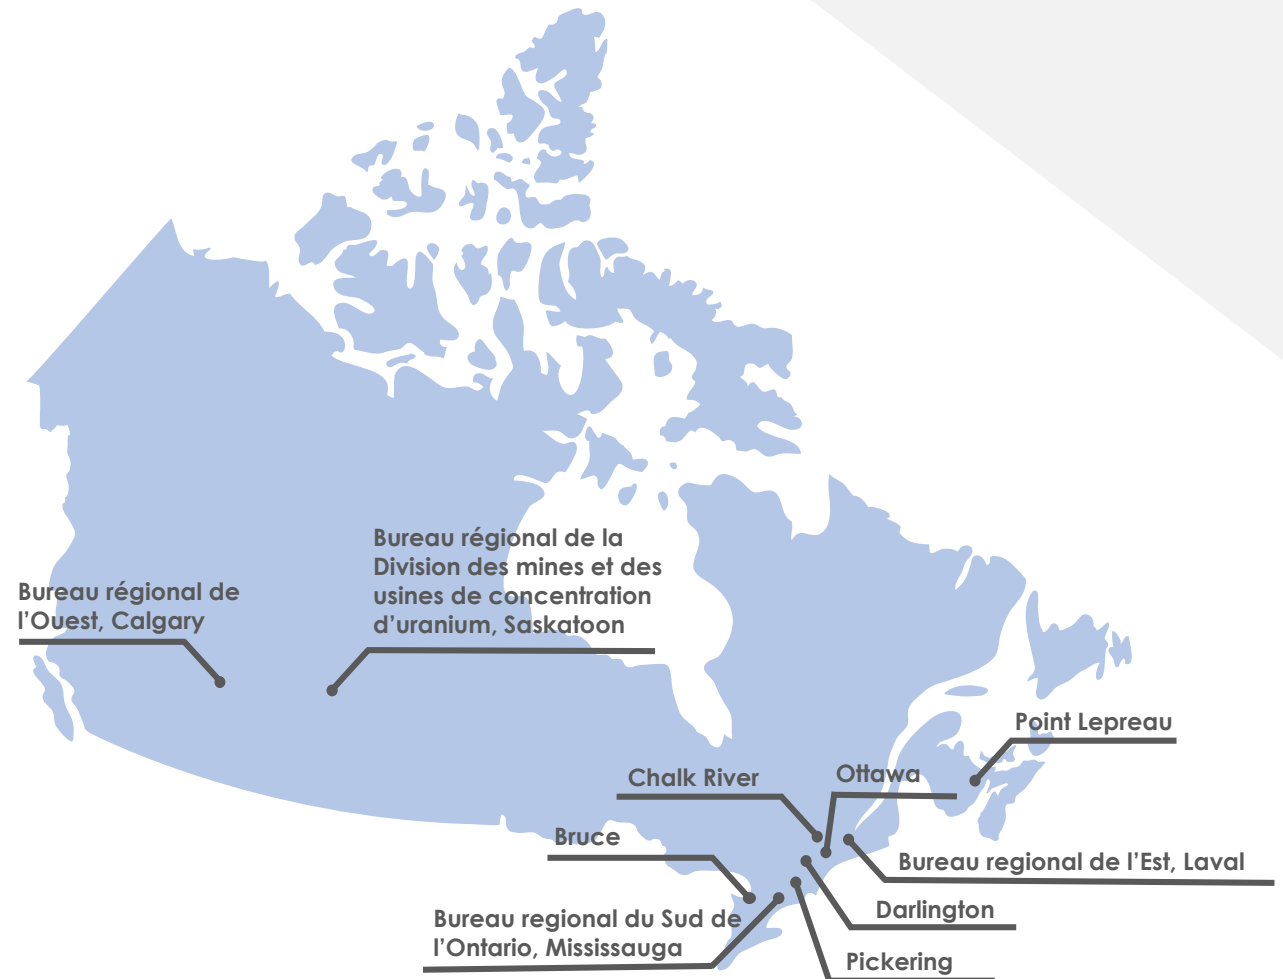 Bureau régional de la
Division des mines et des
usines de concentration
d'uranium, Saskatoon
Bureau régional de
l'Ouest, Calgary
Point Lepreau
Chalk River
Ottawa
Bruce
Bureau regional de l'Est, Laval
Bureau regional du Sud de
l'Ontario, Mississauga
Darlington
Pickering